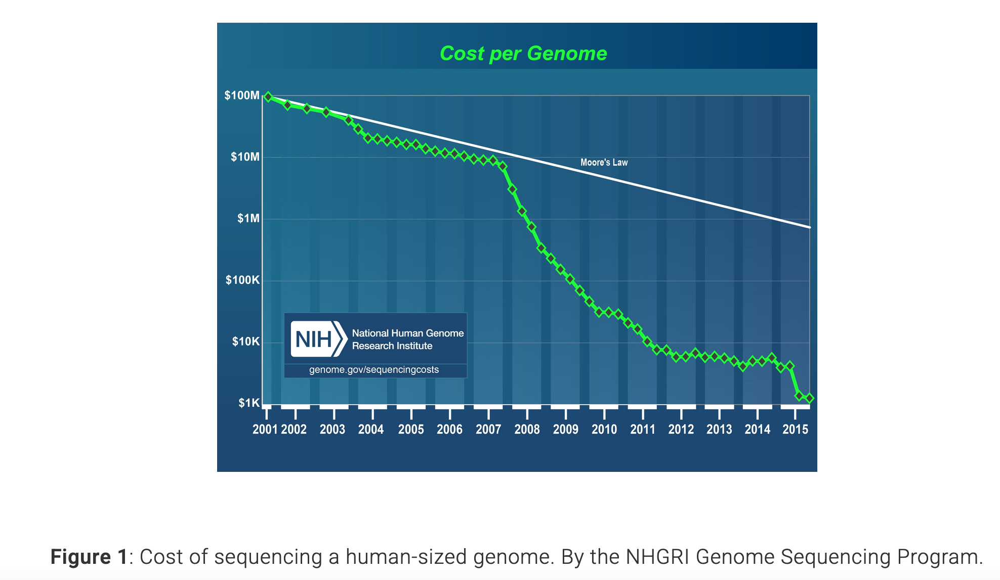 Cost per Genome
$100M
$10M
$1M
$100K
$10K
$1K
Moore's Law
NIH
National Human Genome
Research Institute
genome.gov/sequencingcosts
2001 2002 2003 2004 2005 2006 2007 2008 2009 2010 2011 2012 2013 2014 2015
Figure 1: Cost of sequencing a human-sized genome. By the NHGRI Genome Sequencing Program.